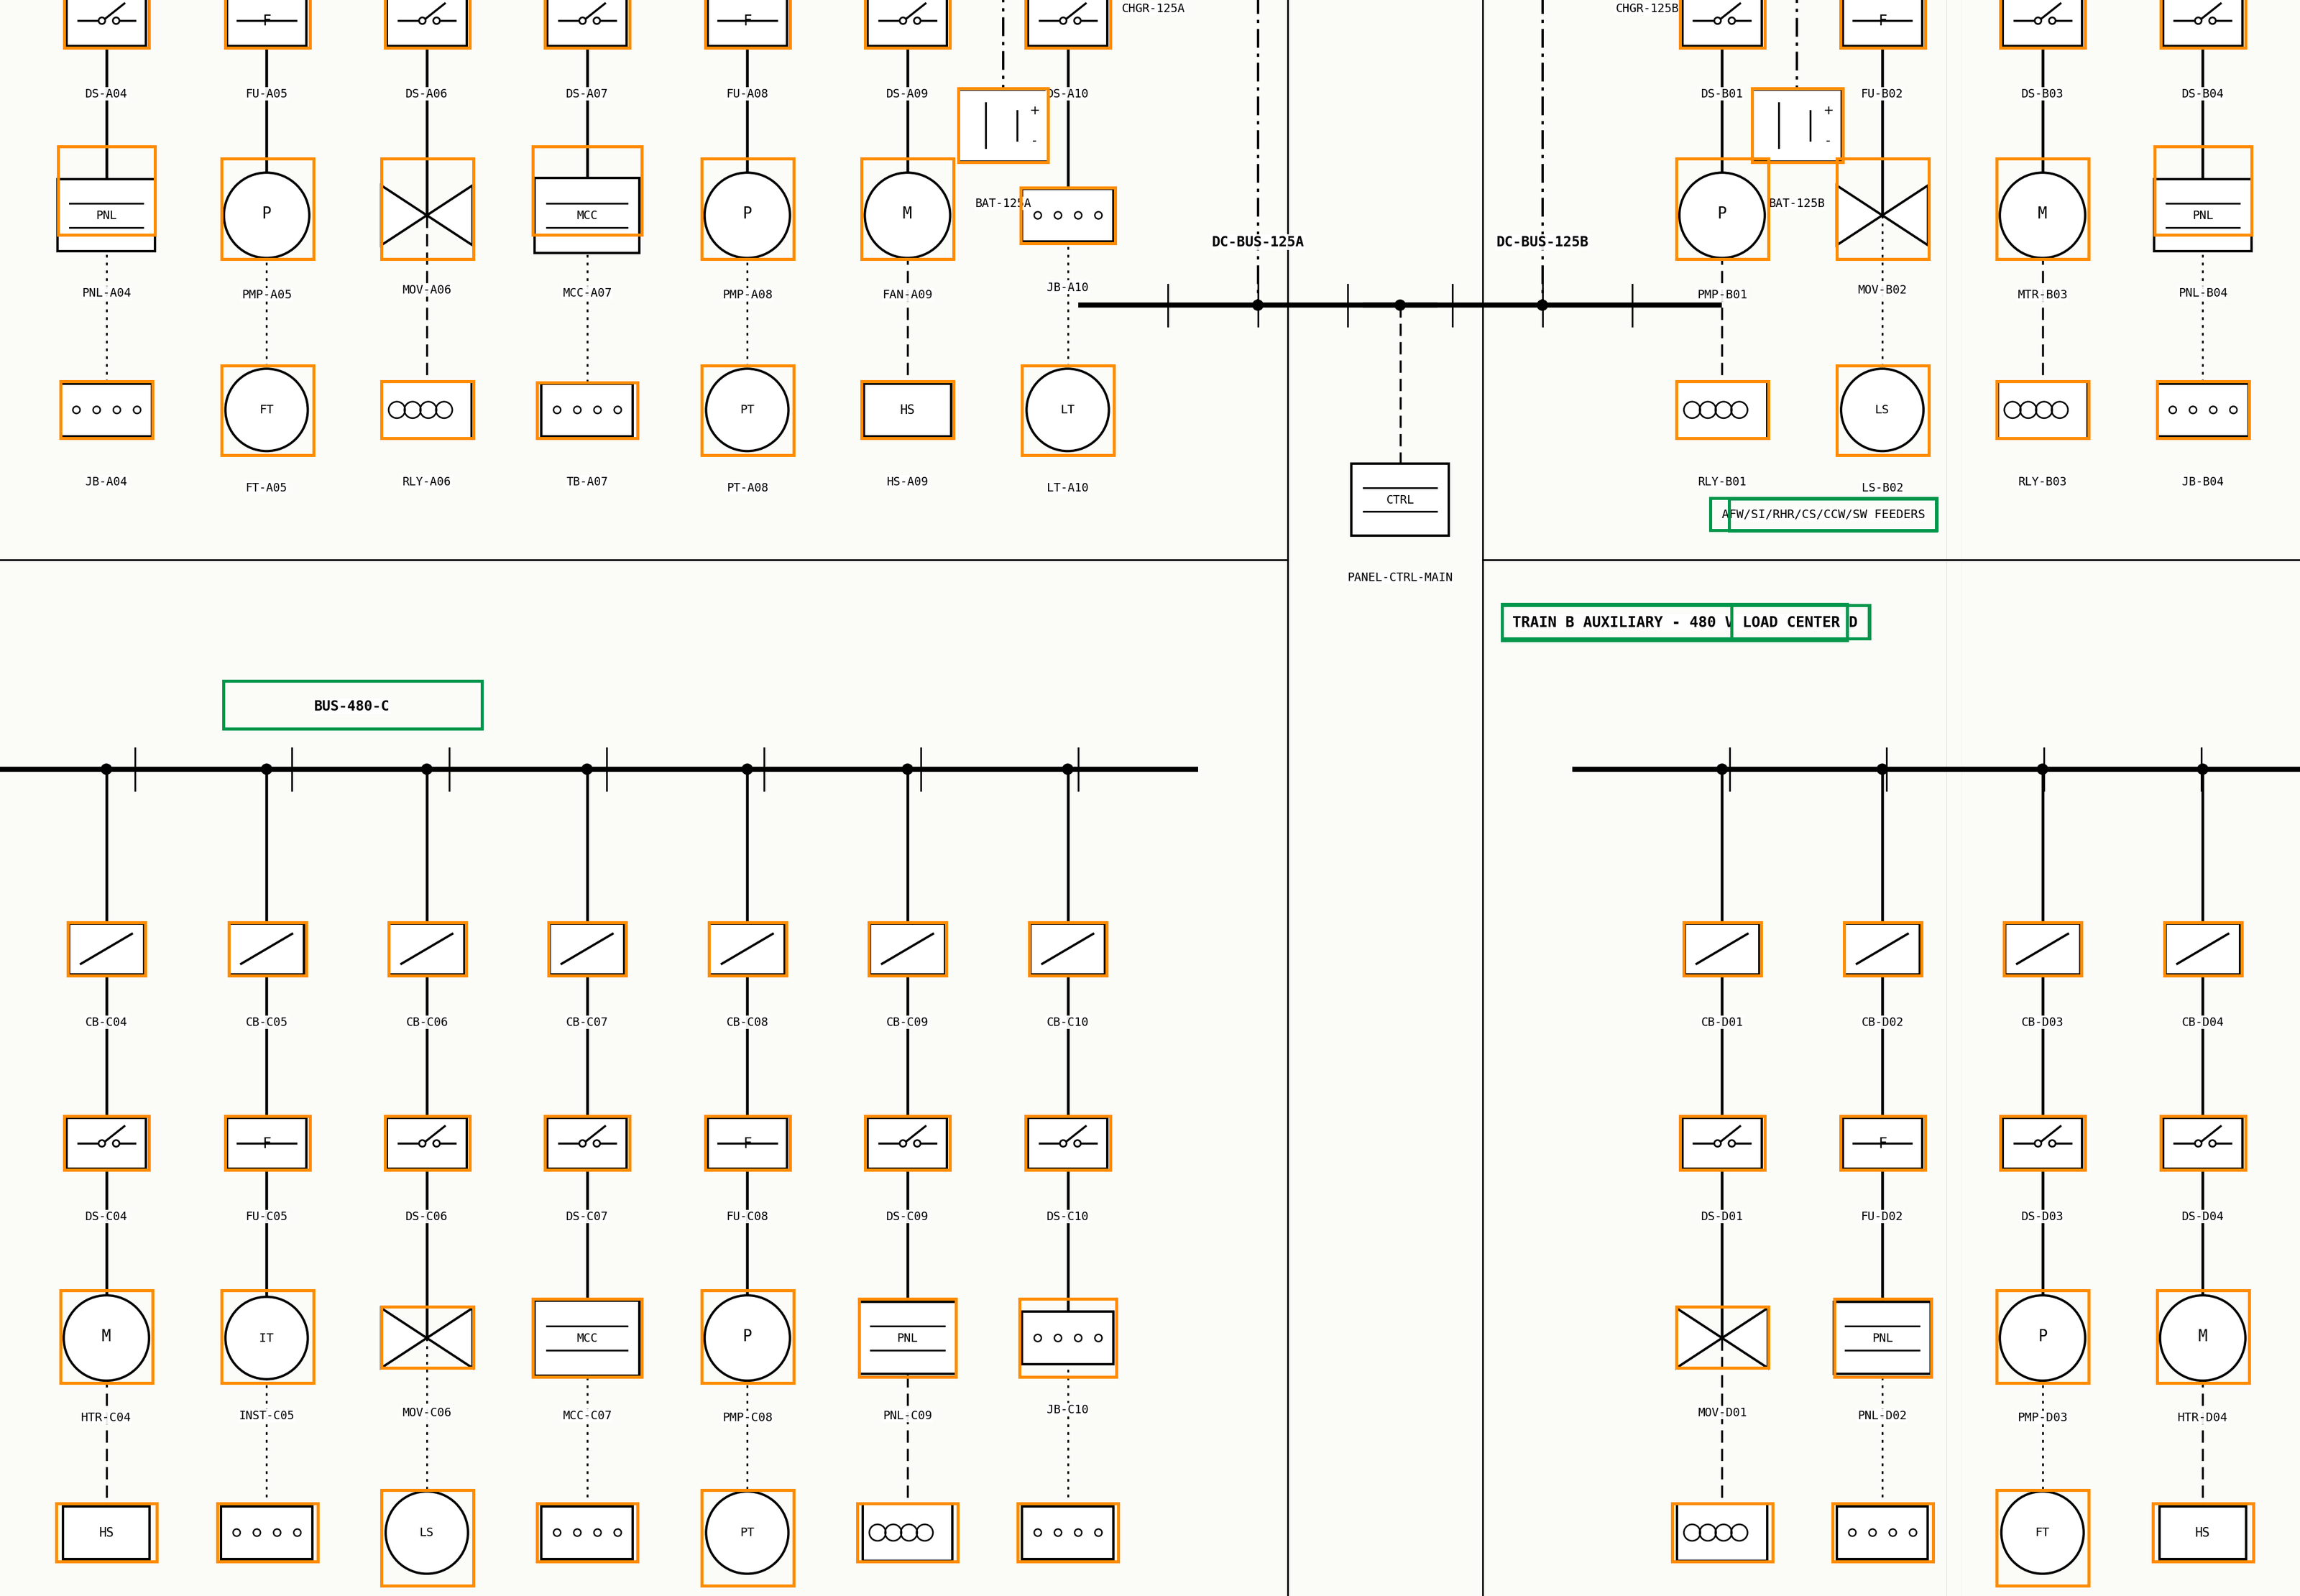 CHGR-125A CHGR-125B
F F F
DS-A04 FU-A05 DS-A06 DS-A07 FU-A08 DS-A09 DS-A10 DS-B01 FU-B02 DS-B03 DS-B04
+ +
- -
BAT-125A BAT-125B
PNL P MCC P M P M PNL
DC-BUS-125A DC-BUS-125B
PNL-A04 PMP-A05 MOV-A06 MCC-A07 PMP-A08 FAN-A09 JB-A10 PMP-B01 MOV-B02 MTR-B03 PNL-B04
FT PT HS LT LS
JB-A04 FT-A05 RLY-A06 TB-A07 PT-A08 HS-A09 LT-A10 RLY-B01 LS-B02 RLY-B03 JB-B04
CTRL
AFW/SI/RHR/CS/CCW/SW FEEDERS
PANEL-CTRL-MAIN
TRAIN B AUXILIARY - 480 V LOAD CENTER D
BUS-480-C
CB-C04 CB-C05 CB-C06 CB-C07 CB-C08 CB-C09 CB-C10 CB-D01 CB-D02 CB-D03 CB-D04
F F F
DS-C04 FU-C05 DS-C06 DS-C07 FU-C08 DS-C09 DS-C10 DS-D01 FU-D02 DS-D03 DS-D04
M IT MCC P PNL PNL P M
HTR-C04 INST-C05 MOV-C06 MCC-C07 PMP-C08 PNL-C09 JB-C10 MOV-D01 PNL-D02 PMP-D03 HTR-D04
HS LS PT FT HS